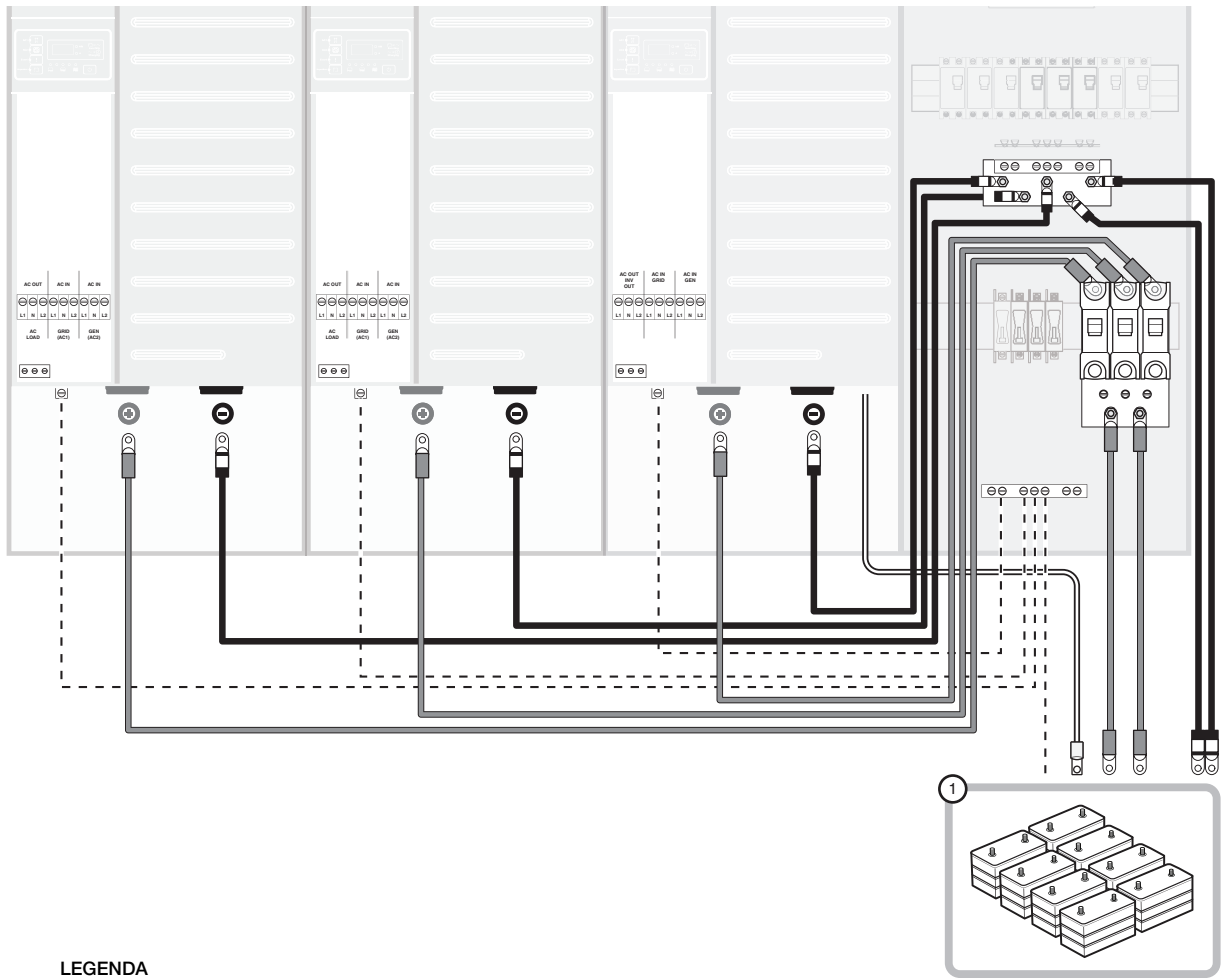 AC OUT AC IN AC IN
L1 N L2 L1 N L2 L1 N L2
AC LOAD GRID (AC1) GEN (AC2)
AC OUT AC IN AC IN
L1 N L2 L1 N L2 L1 N L2
AC LOAD GRID (AC1) GEN (AC2)
AC OUT INV OUT AC IN GRID AC IN GEN
L1 N L2 L1 N L2 L1 N L2
1
LEGENDA